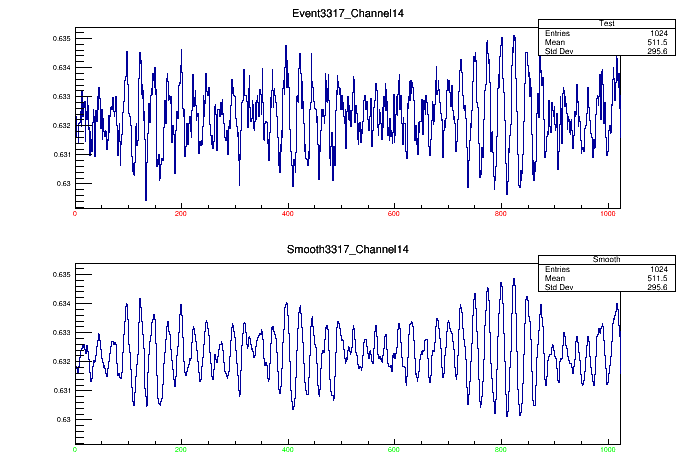 Event3317_Channel14
Test
Entries 1024
Mean 511.5
Std Dev 295.6
0.635
0.634
0.633
0.632
0.631
0.63
0 200 400 600 800 1000
Smooth3317_Channel14
Smooth
Entries 1024
Mean 511.5
Std Dev 295.6
0.635
0.634
0.633
0.632
0.631
0.63
0 200 400 600 800 1000